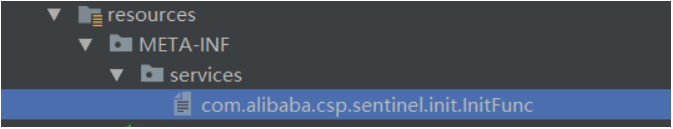 resources
META-INF
services
com.alibaba.csp.sentinel.init.InitFunc